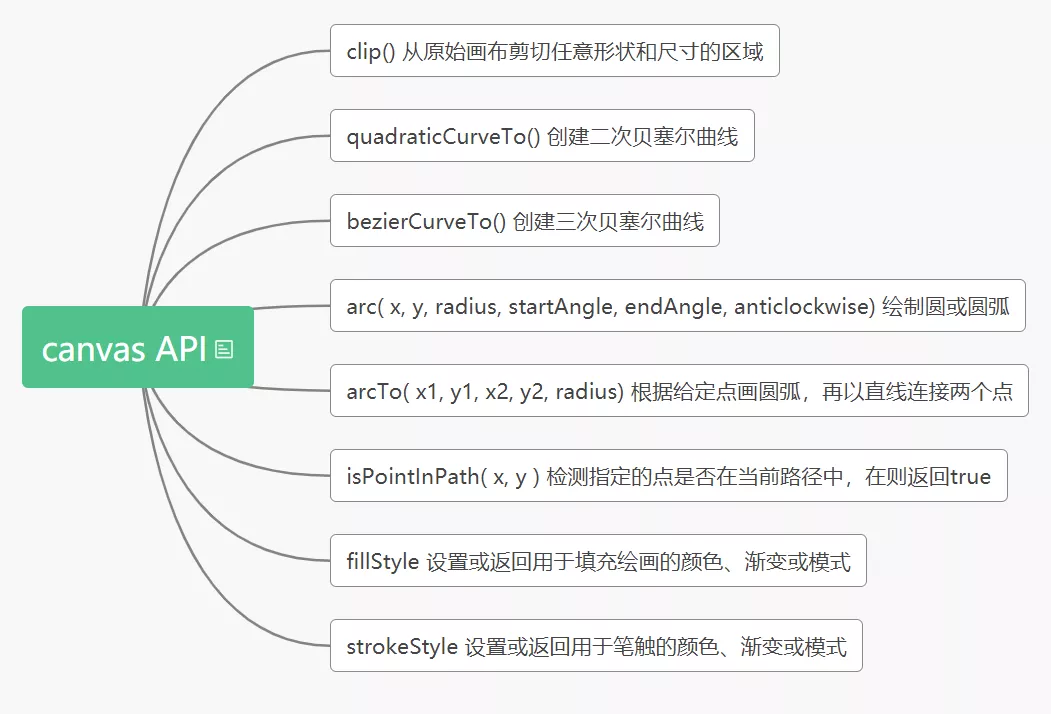 clip() 从原始画布剪切任意形状和尺寸的区域
quadraticCurveTo() 创建二次贝塞尔曲线
bezierCurveTo() 创建三次贝塞尔曲线
arc( x, y, radius, startAngle, endAngle, anticlockwise) 绘制圆或圆弧
canvas API
arcTo( x1, y1, x2, y2, radius) 根据给定点画圆弧，再以直线连接两个点
isPointInPath( x, y ) 检测指定的点是否在当前路径中，在则返回true
fillStyle 设置或返回用于填充绘画的颜色、渐变或模式
strokeStyle 设置或返回用于笔触的颜色、渐变或模式